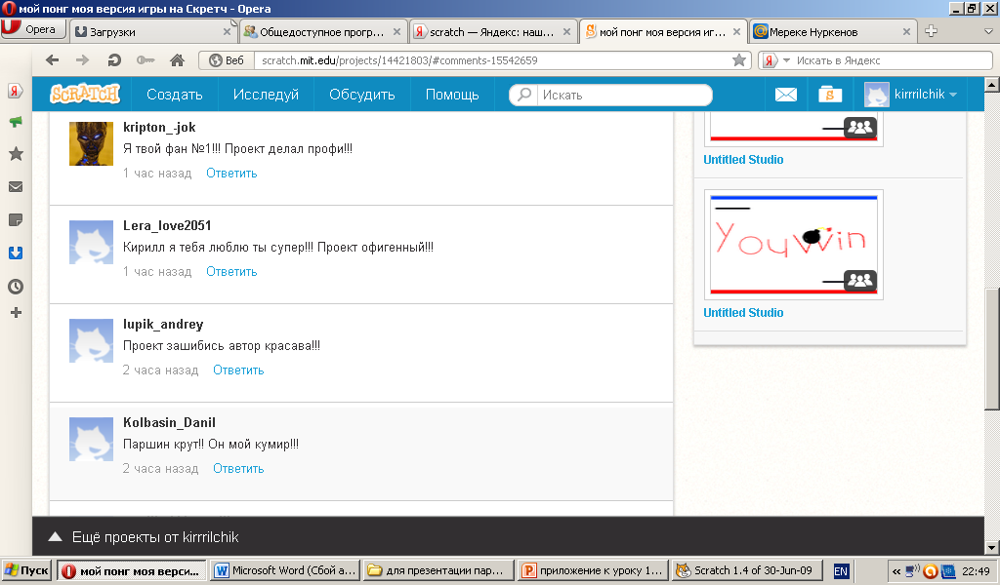 мой понг моя версия игры на Скретч - Opera
Opera
Загрузки
Общедоступное прогр...
scratch — Яндекс: наш...
мой понг моя версия иг...
Мереке Нуркенов
Веб
scratch.mit.edu/projects/14421803/#comments-15542659
Искать в Яндекс
SCRATCH
Создать
Исследуй
Обсудить
Помощь
Искать
kirrrilchik
kripton_-jok
Я твой фан №1!!! Проект делал профи!!!
1 час назад Ответить
Lera_love2051
Кирилл я тебя люблю ты супер!!! Проект офигенный!!!
1 час назад Ответить
lupik_andrey
Проект зашибись автор красава!!!
2 часа назад Ответить
Kolbasin_Danil
Паршин крут!! Он мой кумир!!!
2 часа назад Ответить
Untitled Studio
You Win
Untitled Studio
Ещё проекты от kirrrilchik
Пуск
мой понг моя верси...
Microsoft Word (Сбой а...
для презентации пар...
приложение к уроку 1...
Scratch 1.4 of 30-Jun-09
EN
22:49